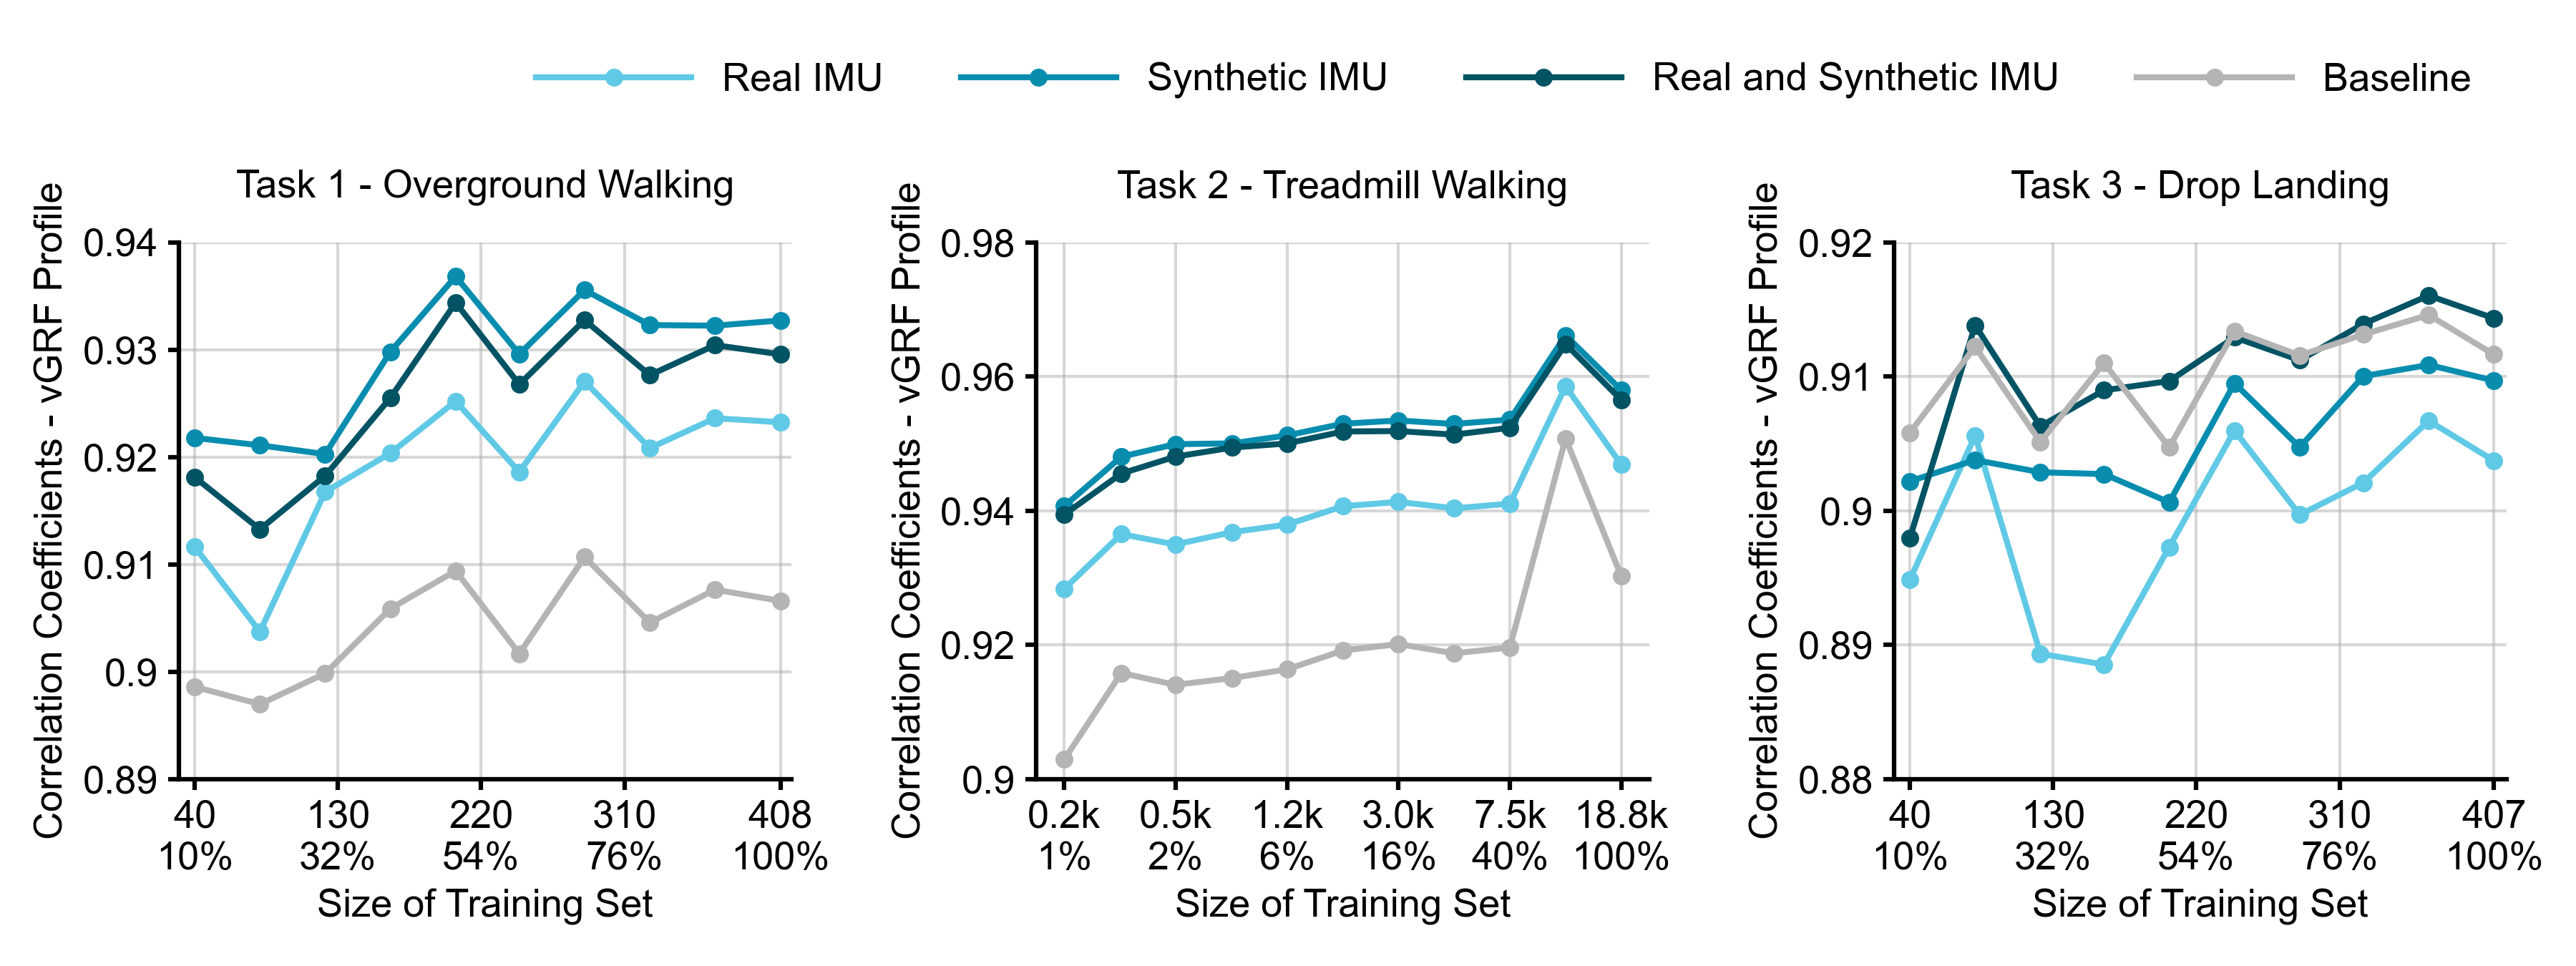 Real IMU Synthetic IMU Real and Synthetic IMU Baseline
Task 1 - Overground Walking
Correlation Coefficients - vGRF Profile
0.94
0.93
0.92
0.91
0.9
0.89
40 130 220 310 408
10% 32% 54% 76% 100%
Size of Training Set
Task 2 - Treadmill Walking
Correlation Coefficients - vGRF Profile
0.98
0.96
0.94
0.92
0.9
0.2k 0.5k 1.2k 3.0k 7.5k 18.8k
1% 2% 6% 16% 40% 100%
Size of Training Set
Task 3 - Drop Landing
Correlation Coefficients - vGRF Profile
0.92
0.91
0.9
0.89
0.88
40 130 220 310 407
10% 32% 54% 76% 100%
Size of Training Set